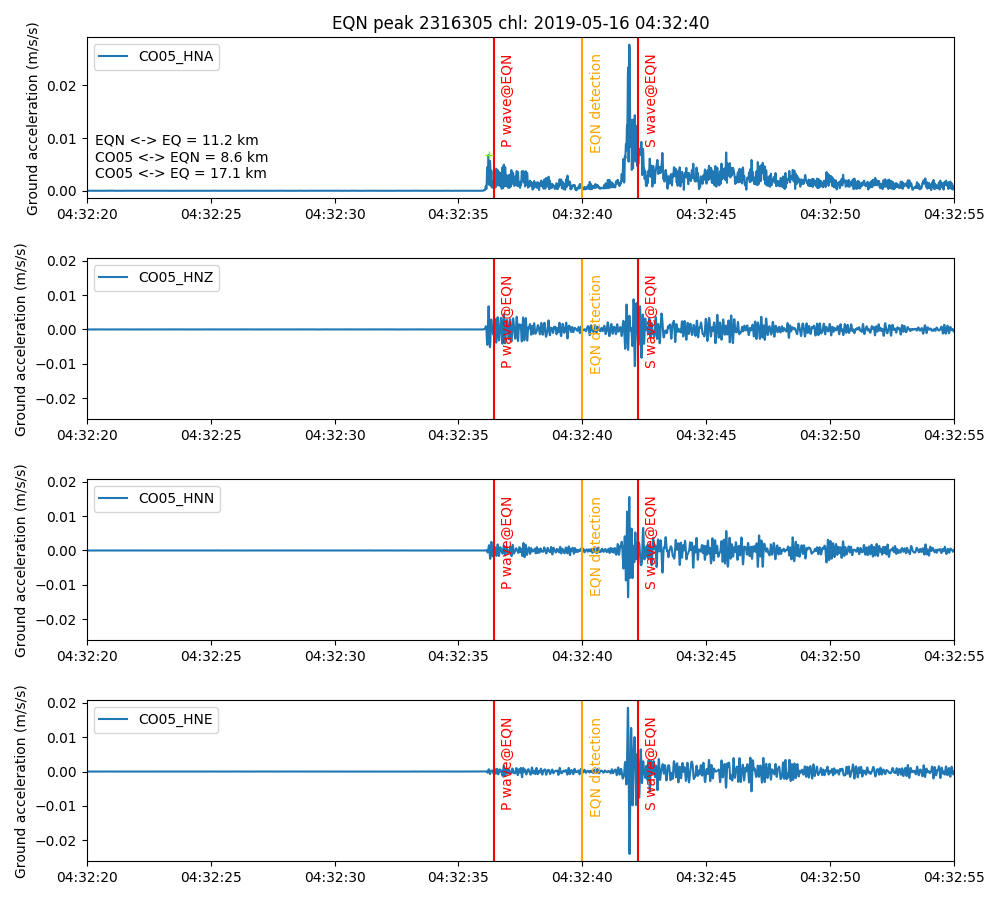 EQN peak 2316305 chl: 2019-05-16 04:32:40
Ground acceleration (m/s/s)
0.02
0.01
0.00
CO05_HNA
EQN <-> EQ = 11.2 km
CO05 <-> EQN = 8.6 km
CO05 <-> EQ = 17.1 km
P wave@EQN
EQN detection
S wave@EQN
04:32:20 04:32:25 04:32:30 04:32:35 04:32:40 04:32:45 04:32:50 04:32:55
Ground acceleration (m/s/s)
0.02
0.01
0.00
−0.01
−0.02
CO05_HNZ
P wave@EQN
EQN detection
S wave@EQN
04:32:20 04:32:25 04:32:30 04:32:35 04:32:40 04:32:45 04:32:50 04:32:55
Ground acceleration (m/s/s)
0.02
0.01
0.00
−0.01
−0.02
CO05_HNN
P wave@EQN
EQN detection
S wave@EQN
04:32:20 04:32:25 04:32:30 04:32:35 04:32:40 04:32:45 04:32:50 04:32:55
Ground acceleration (m/s/s)
0.02
0.01
0.00
−0.01
−0.02
CO05_HNE
P wave@EQN
EQN detection
S wave@EQN
04:32:20 04:32:25 04:32:30 04:32:35 04:32:40 04:32:45 04:32:50 04:32:55